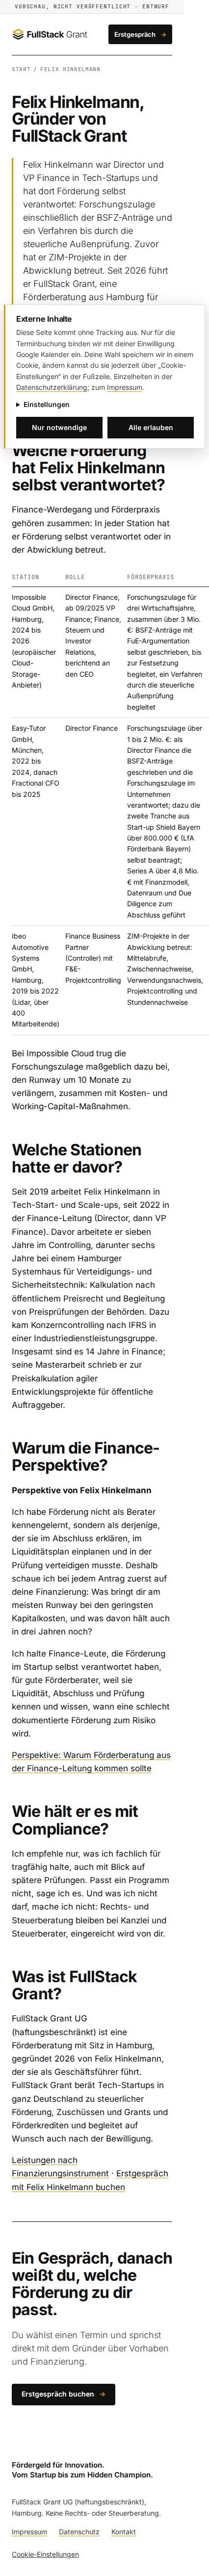 VORSCHAU, NICHT VERÖFFENTLICHT · ENTWURF
FullStack Grant
Erstgespräch →
START / FELIX HINKELMANN
Felix Hinkelmann,
Gründer von
FullStack Grant
Felix Hinkelmann war Director und
VP Finance in Tech-Startups und
hat dort Förderung selbst
verantwortet: Forschungszulage
einschließlich der BSFZ-Anträge und
ein Verfahren bis durch die
steuerliche Außenprüfung. Zuvor
hat er ZIM-Projekte in der
Abwicklung betreut. Seit 2026 führt
er FullStack Grant, eine
Förderberatung aus Hamburg für
Externe Inhalte
Diese Seite kommt ohne Tracking aus. Nur für die
Terminbuchung binden wir mit deiner Einwilligung
Google Kalender ein. Deine Wahl speichern wir in einem
Cookie, ändern kannst du sie jederzeit über „Cookie-
Einstellungen“ in der Fußzeile. Einzelheiten in der
Datenschutzerklärung; zum Impressum.
▶ Einstellungen
Nur notwendige
Alle erlauben
Welche Förderung
hat Felix Hinkelmann
selbst verantwortet?
Finance-Werdegang und Förderpraxis
gehören zusammen: In jeder Station hat
er Förderung selbst verantwortet oder in
der Abwicklung betreut.
STATION
ROLLE
FÖRDERPRAXIS
Impossible
Cloud GmbH,
Hamburg,
2024 bis
2026
(europäischer
Cloud-
Storage-
Anbieter)
Director Finance,
ab 09/2025 VP
Finance; Finance,
Steuern und
Investor
Relations,
berichtend an
den CEO
Forschungszulage für
drei Wirtschaftsjahre,
zusammen über 3 Mio.
€: BSFZ-Anträge mit
FuE-Argumentation
selbst geschrieben, bis
zur Festsetzung
begleitet, ein Verfahren
durch die steuerliche
Außenprüfung
begleitet
Easy-Tutor
GmbH,
München,
2022 bis
2024, danach
Fractional CFO
bis 2025
Director Finance
Forschungszulage über
1 bis 2 Mio. €: als
Director Finance die
BSFZ-Anträge
geschrieben und die
Forschungszulage im
Unternehmen
verantwortet; dazu die
zweite Tranche aus
Start-up Shield Bayern
über 800.000 € (LfA
Förderbank Bayern)
selbst beantragt;
Series A über 4,8 Mio.
€ mit Finanzmodell,
Datenraum und Due
Diligence zum
Abschluss geführt
Ibeo
Automotive
Systems
GmbH,
Hamburg,
2019 bis 2022
(Lidar, über
400
Mitarbeitende)
Finance Business
Partner
(Controller) mit
F&E-
Projektcontrolling
ZIM-Projekte in der
Abwicklung betreut:
Mittelabrufe,
Zwischennachweise,
Verwendungsnachweis,
Projektcontrolling und
Stundennachweise
Bei Impossible Cloud trug die
Forschungszulage maßgeblich dazu bei,
den Runway um 10 Monate zu
verlängern, zusammen mit Kosten- und
Working-Capital-Maßnahmen.
Welche Stationen
hatte er davor?
Seit 2019 arbeitet Felix Hinkelmann in
Tech-Start- und Scale-ups, seit 2022 in
der Finance-Leitung (Director, dann VP
Finance). Davor arbeitete er sieben
Jahre im Controlling, darunter sechs
Jahre bei einem Hamburger
Systemhaus für Verteidigungs- und
Sicherheitstechnik: Kalkulation nach
öffentlichem Preisrecht und Begleitung
von Preisprüfungen der Behörden. Dazu
kam Konzerncontrolling nach IFRS in
einer Industriedienstleistungsgruppe.
Insgesamt sind es 14 Jahre in Finance;
seine Masterarbeit schrieb er zur
Preiskalkulation agiler
Entwicklungsprojekte für öffentliche
Auftraggeber.
Warum die Finance-
Perspektive?
Perspektive von Felix Hinkelmann
Ich habe Förderung nicht als Berater
kennengelernt, sondern als derjenige,
der sie im Abschluss erklären, im
Liquiditätsplan einplanen und in der
Prüfung verteidigen musste. Deshalb
schaue ich bei jedem Antrag zuerst auf
deine Finanzierung: Was bringt dir am
meisten Runway bei den geringsten
Kapitalkosten, und was davon hält auch
in drei Jahren noch?
Ich halte Finance-Leute, die Förderung
im Startup selbst verantwortet haben,
für gute Förderberater, weil sie
Liquidität, Abschluss und Prüfung
kennen und wissen, wann eine schlecht
dokumentierte Förderung zum Risiko
wird.
Perspektive: Warum Förderberatung aus
der Finance-Leitung kommen sollte
Wie hält er es mit
Compliance?
Ich empfehle nur, was ich fachlich für
tragfähig halte, auch mit Blick auf
spätere Prüfungen. Passt ein Programm
nicht, sage ich es. Und was ich nicht
darf, mache ich nicht: Rechts- und
Steuerberatung bleiben bei Kanzlei und
Steuerberater, eingereicht wird von dir.
Was ist FullStack
Grant?
FullStack Grant UG
(haftungsbeschränkt) ist eine
Förderberatung mit Sitz in Hamburg,
gegründet 2026 von Felix Hinkelmann,
der sie als Geschäftsführer führt.
FullStack Grant berät Tech-Startups in
ganz Deutschland zu steuerlicher
Förderung, Zuschüssen und Grants und
Förderkrediten und begleitet auf
Wunsch auch nach der Bewilligung.
Leistungen nach
Finanzierungsinstrument · Erstgespräch
mit Felix Hinkelmann buchen
Ein Gespräch, danach
weißt du, welche
Förderung zu dir
passt.
Du wählst einen Termin und sprichst
direkt mit dem Gründer über Vorhaben
und Finanzierung.
Erstgespräch buchen →
Fördergeld für Innovation.
Vom Startup bis zum Hidden Champion.
FullStack Grant UG (haftungsbeschränkt),
Hamburg. Keine Rechts- oder Steuerberatung.
Impressum Datenschutz Kontakt
Cookie-Einstellungen